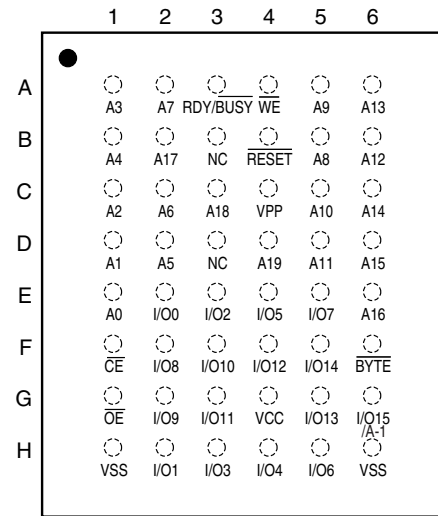 1 2 3 4 5 6
A
A3 A7 RDY/BUSY WE A9 A13
B
A4 A17 NC RESET A8 A12
C
A2 A6 A18 VPP A10 A14
D
A1 A5 NC A19 A11 A15
E
A0 I/O0 I/O2 I/O5 I/O7 A16
F
CE I/O8 I/O10 I/O12 I/O14 BYTE
G
OE I/O9 I/O11 VCC I/O13 I/O15
/A-1
H
VSS I/O1 I/O3 I/O4 I/O6 VSS